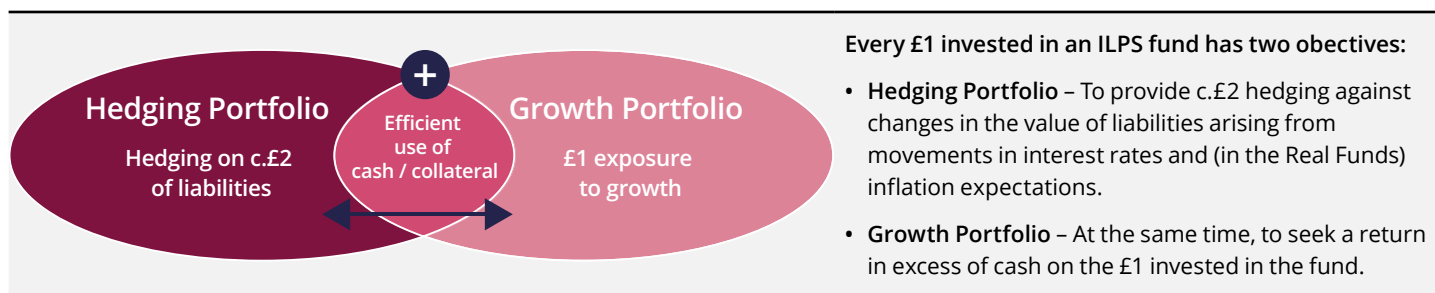 Hedging Portfolio
Hedging on c.£2
of liabilities
+
Efficient
use of
cash / collateral
Growth Portfolio
£1 exposure
to growth
Every £1 invested in an ILPS fund has two obectives:
• Hedging Portfolio – To provide c.£2 hedging against
changes in the value of liabilities arising from
movements in interest rates and (in the Real Funds)
inflation expectations.
• Growth Portfolio – At the same time, to seek a return
in excess of cash on the £1 invested in the fund.